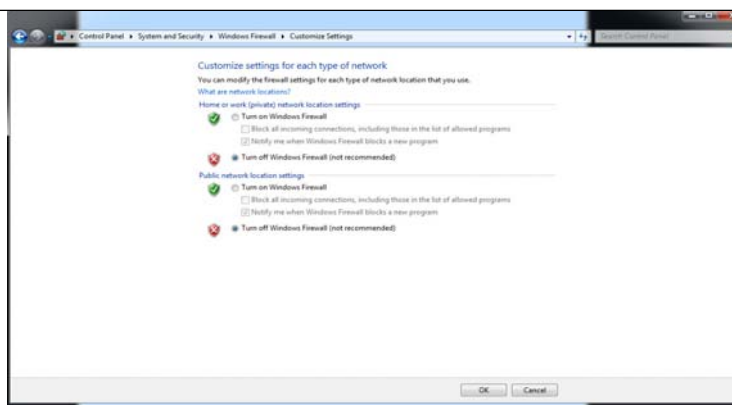 Control Panel ▸ System and Security ▸ Windows Firewall ▸ Customize Settings
Search Control Panel
Customize settings for each type of network
You can modify the firewall settings for each type of network location that you use.
What are network locations?
Home or work (private) network location settings
Turn on Windows Firewall
Block all incoming connections, including those in the list of allowed programs
Notify me when Windows Firewall blocks a new program
Turn off Windows Firewall (not recommended)
Public network location settings
Turn on Windows Firewall
Block all incoming connections, including those in the list of allowed programs
Notify me when Windows Firewall blocks a new program
Turn off Windows Firewall (not recommended)
OK Cancel